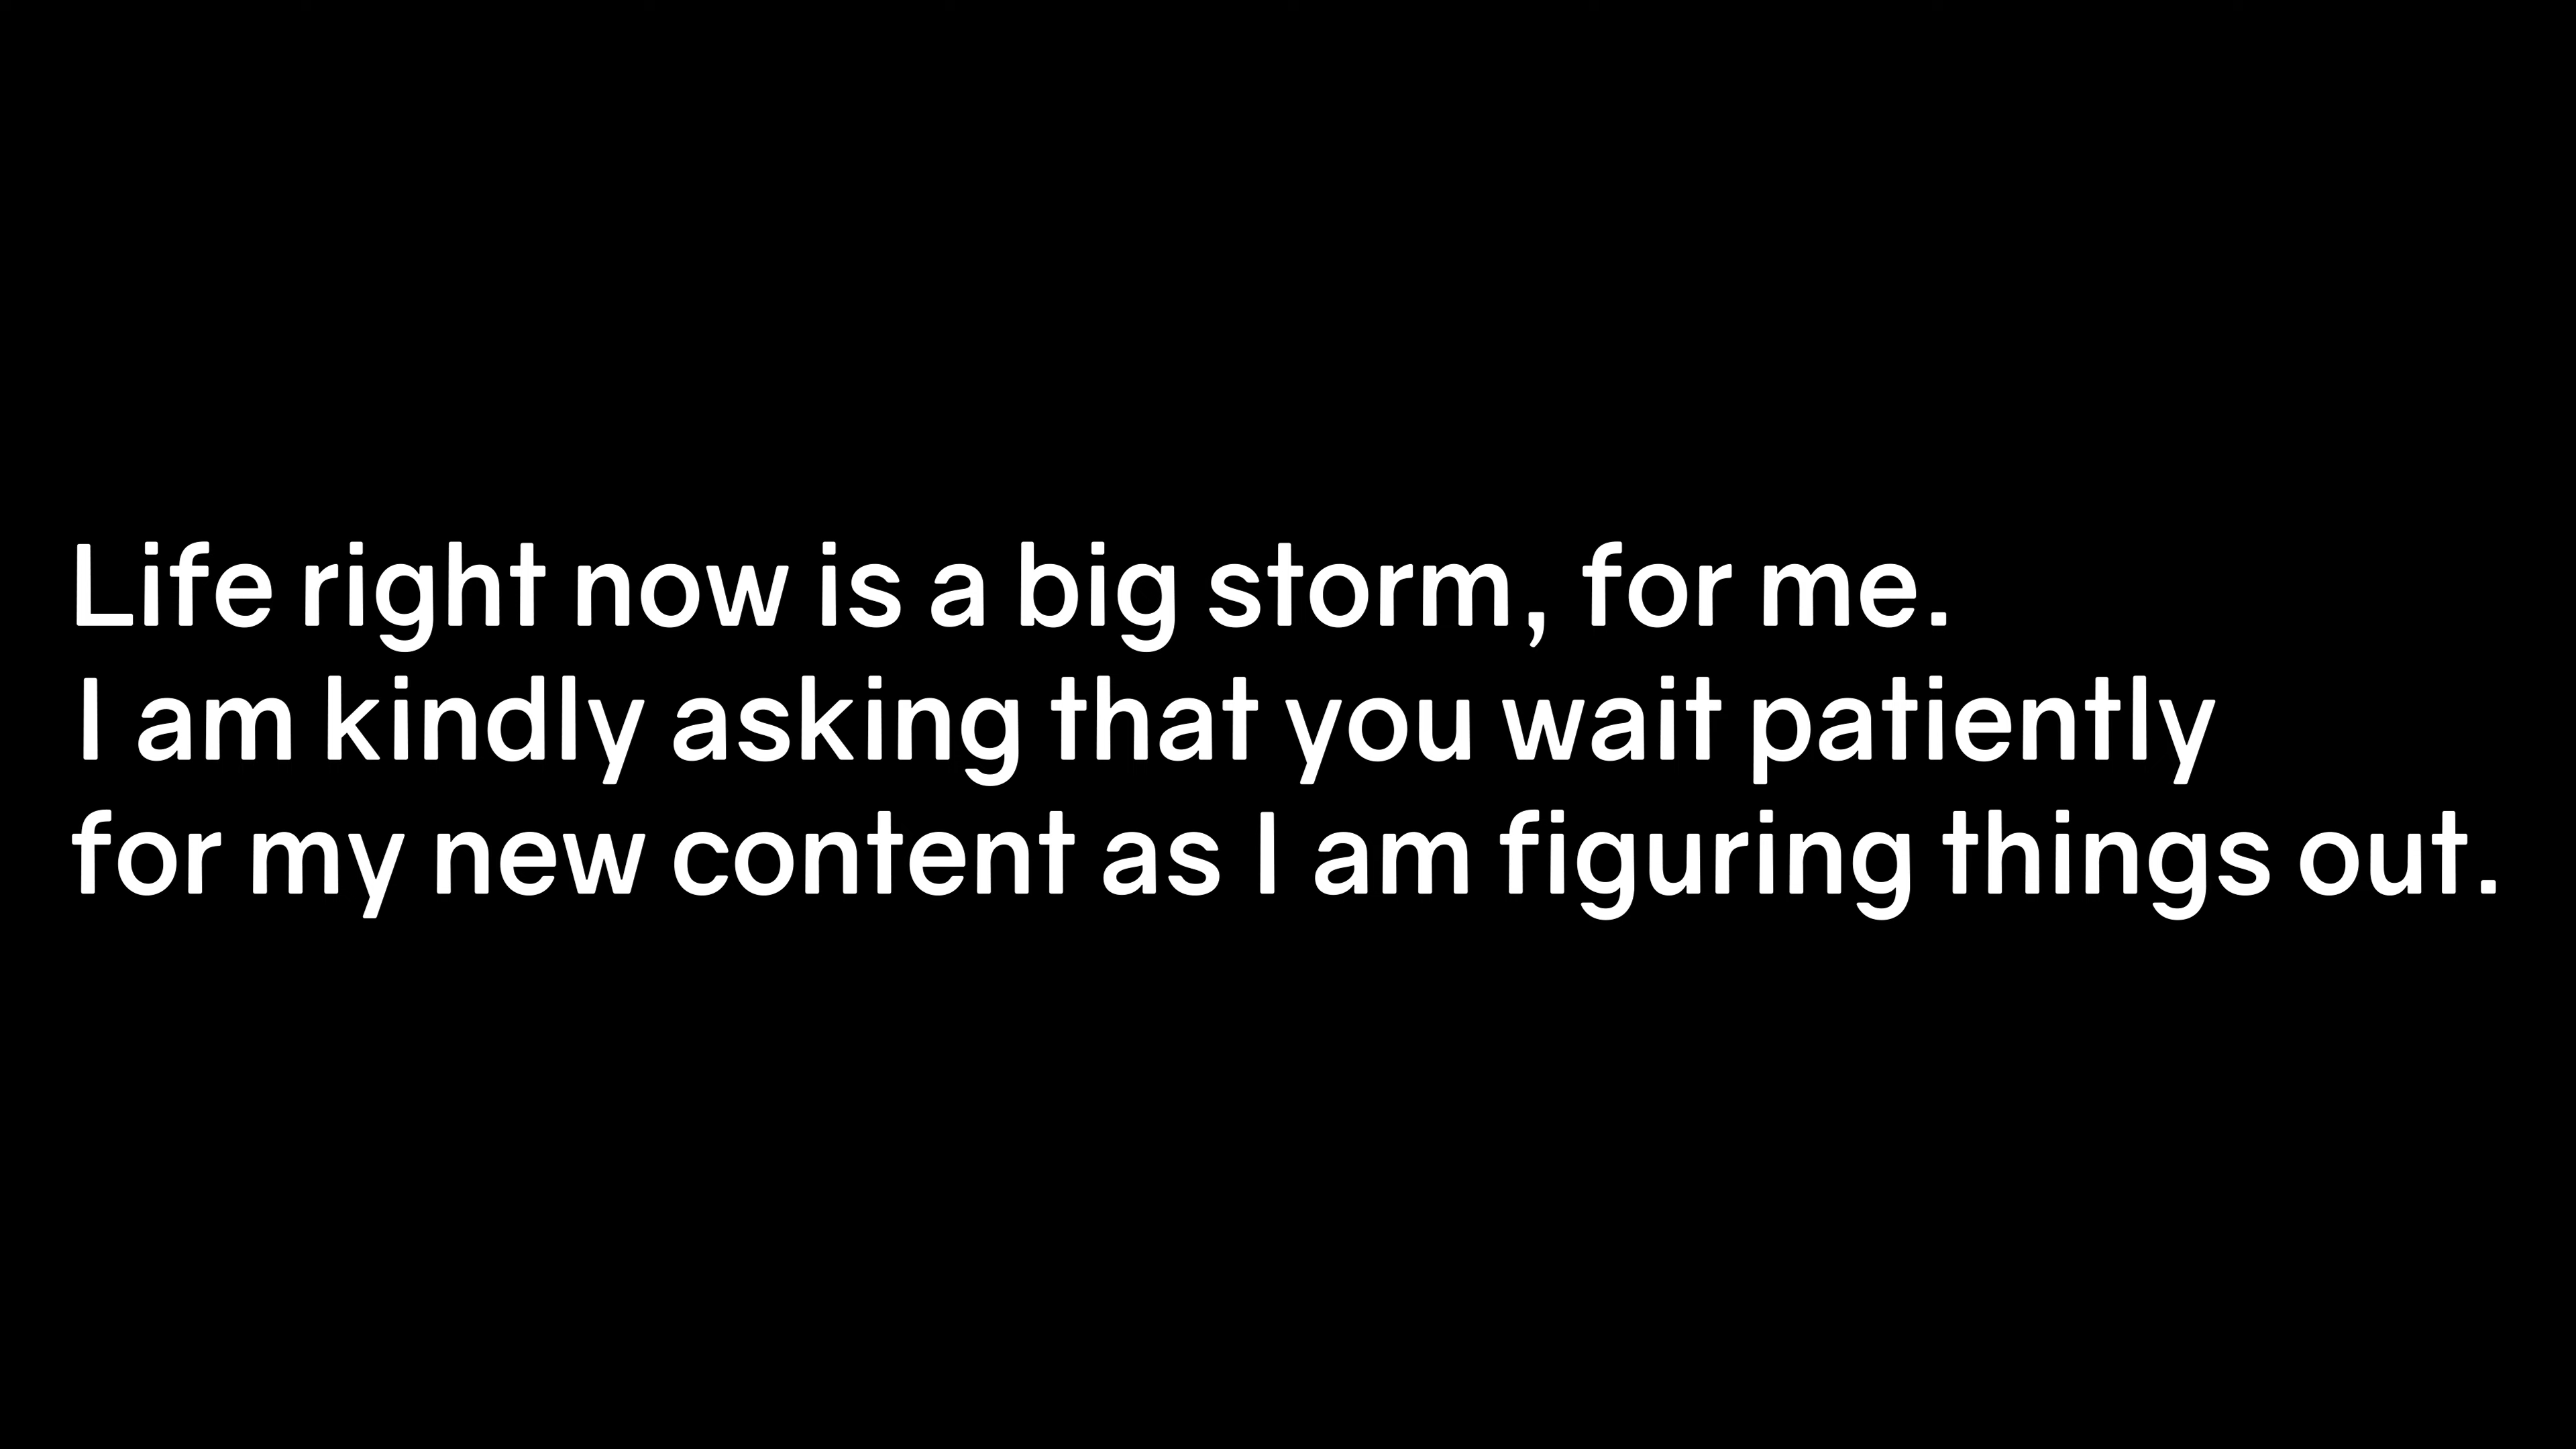 Life right now is a big storm, for me.
I am kindly asking that you wait patiently
for my new content as I am figuring things out.